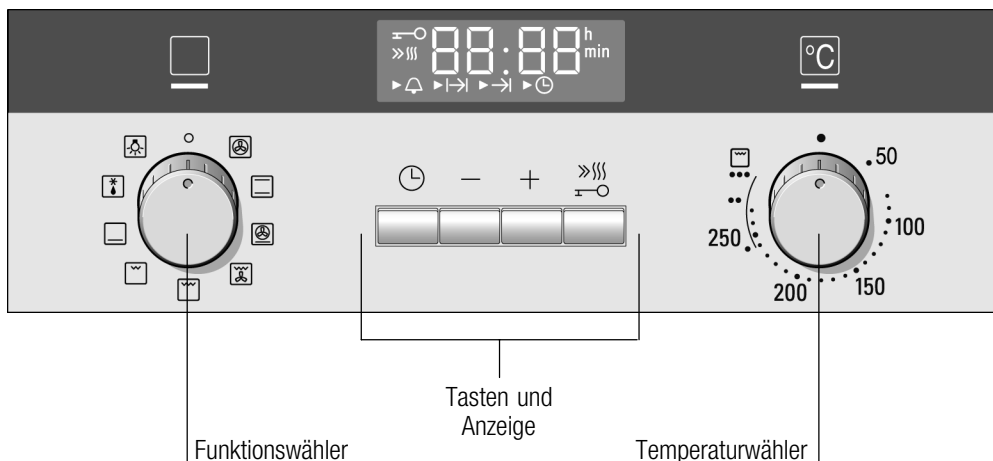 88:88 h
min
°C
50
100
150
200
250
Tasten und
Anzeige
Funktionswähler
Temperaturwähler